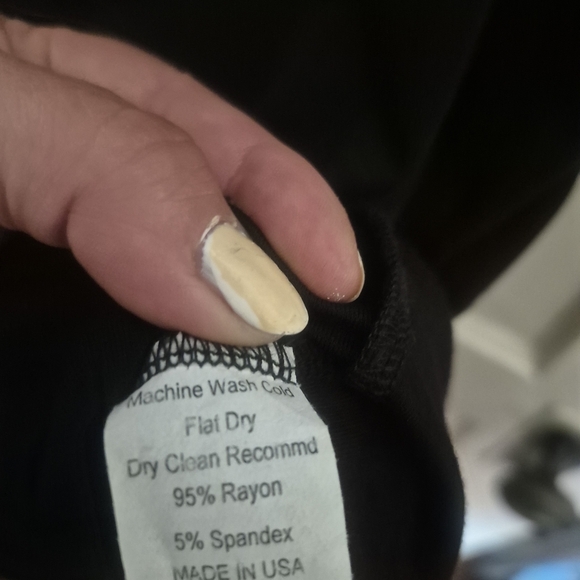 Machine Wash Cold
Flat Dry
Dry Clean Recommd
95% Rayon
5% Spandex
MADE IN USA